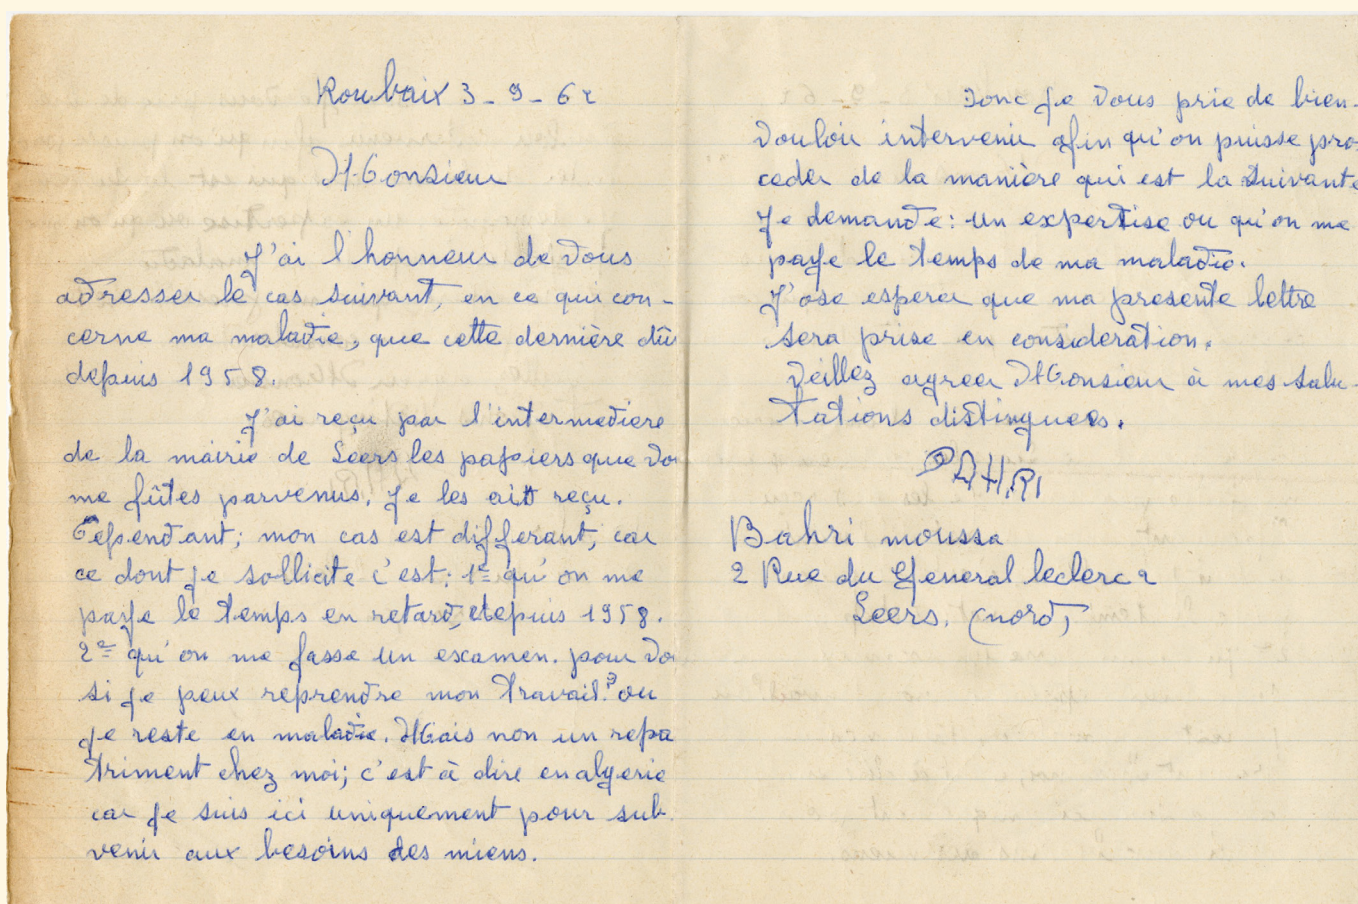 Roubaix 3-9-62
Monsieur
J'ai l'honneur de vous
adresser le cas suivant, en ce qui con-
cerne ma maladie, que cette dernière dû
depuis 1958.
J'ai reçu par l'intermediere
de la mairie de Leers les papiers que vo
me fûtes parvenus. Je les ait reçu.
Cependant; mon cas est differant, car
ce dont je sollicite c'est: 1º qu'on me
paye le temps en retard, depuis 1958.
2º qu'on me fasse un examen. pour vo
si je peux reprendre mon travail? ou
je reste en maladie. Mais non un repa
triment chez moi; c'est à dire en algerie
car je suis ici uniquement pour sub-
venir aux besoins des miens.
Donc je vous prie de bien-
vouloir intervenir afin qu'on puisse pro
ceder de la manière qui est la suivante
Je demande: un expertise ou qu'on me
paye le temps de ma maladie.
J'ose esperer que ma presente lettre
sera prise en consideration.
Veillez agreer Monsieur à mes salu-
tations distinguees.
BAHRI
Bahri moussa
2 Rue du General leclerc 2
Leers. (nord)